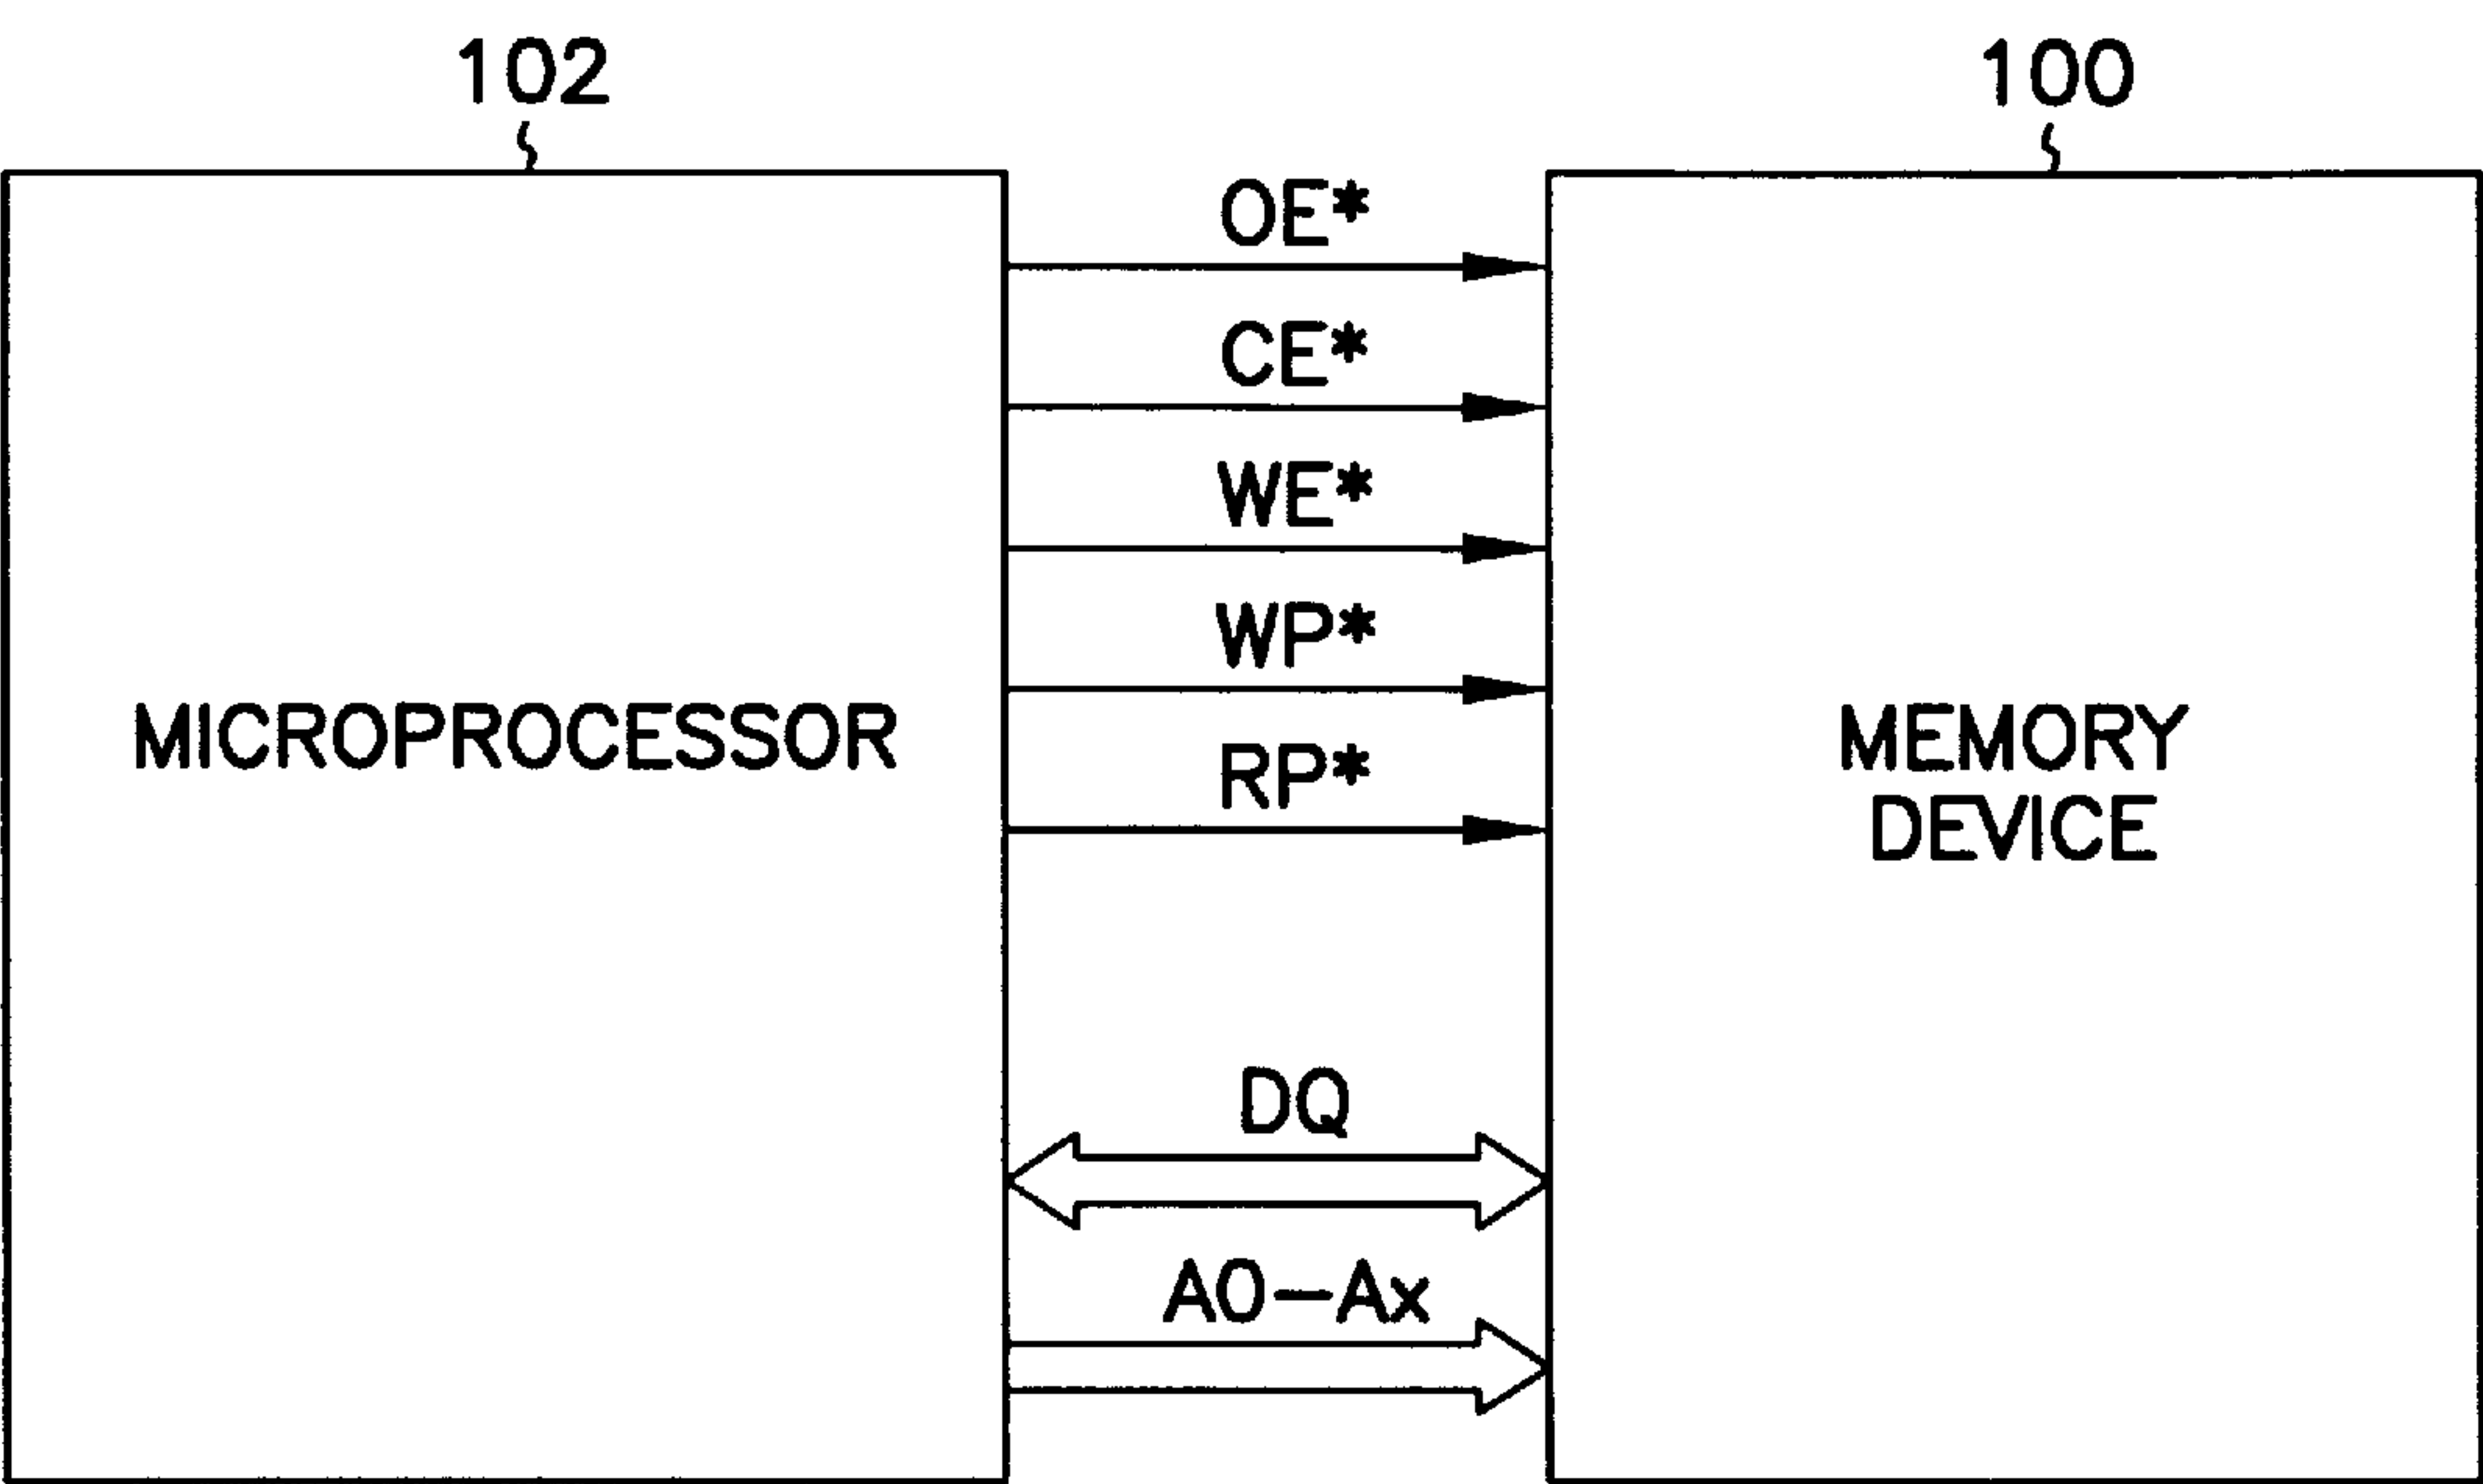 102
100
OE*
CE*
WE*
WP*
RP*
MICROPROCESSOR
MEMORY
DEVICE
DQ
A0–Ax